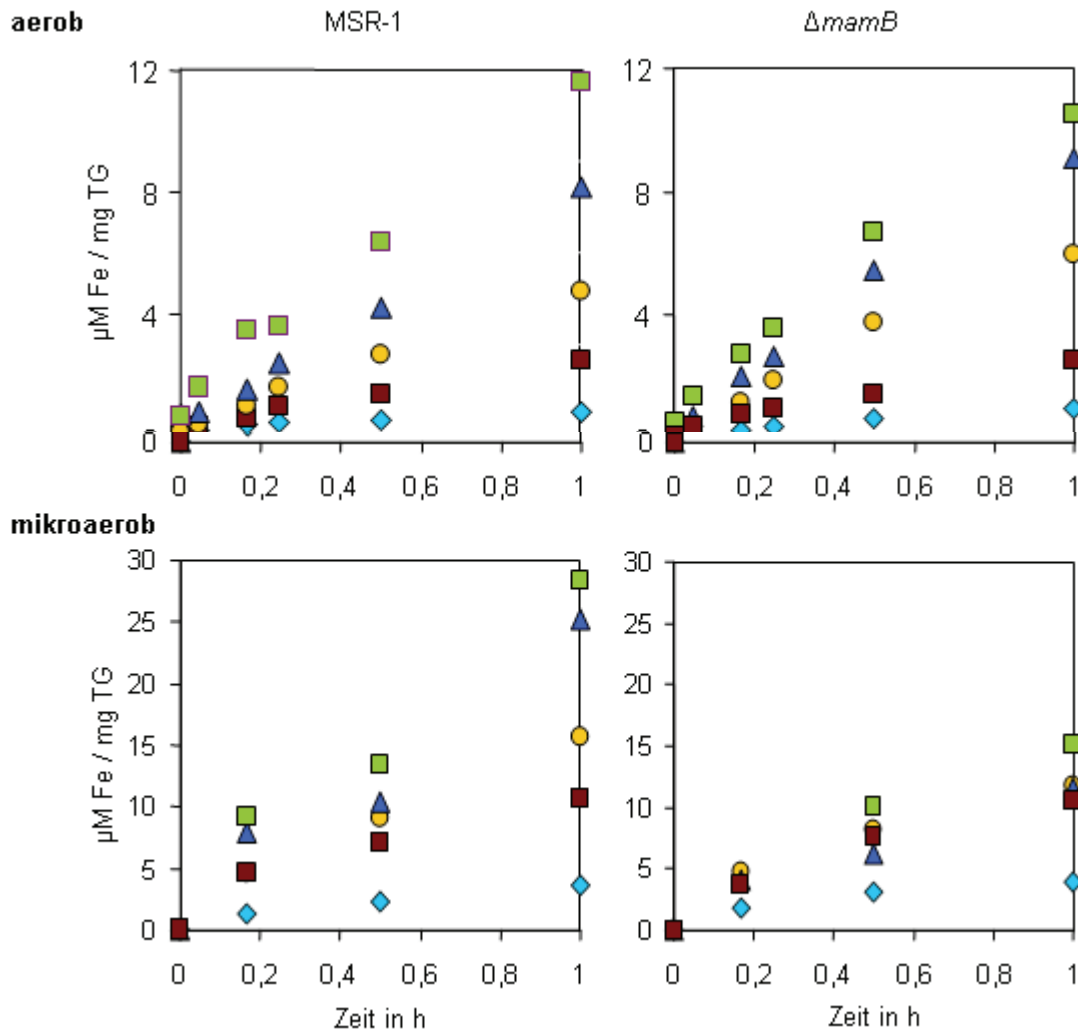 aerob MSR-1 ΔmamB
12 12
8 8
4 4
0 0
µM Fe / mg TG
0 0,2 0,4 0,6 0,8 1 0 0,2 0,4 0,6 0,8 1
mikroaerob
30 30
25 25
20 20
15 15
10 10
5 5
0 0
µM Fe / mg TG
0 0,2 0,4 0,6 0,8 1 0 0,2 0,4 0,6 0,8 1
Zeit in h Zeit in h